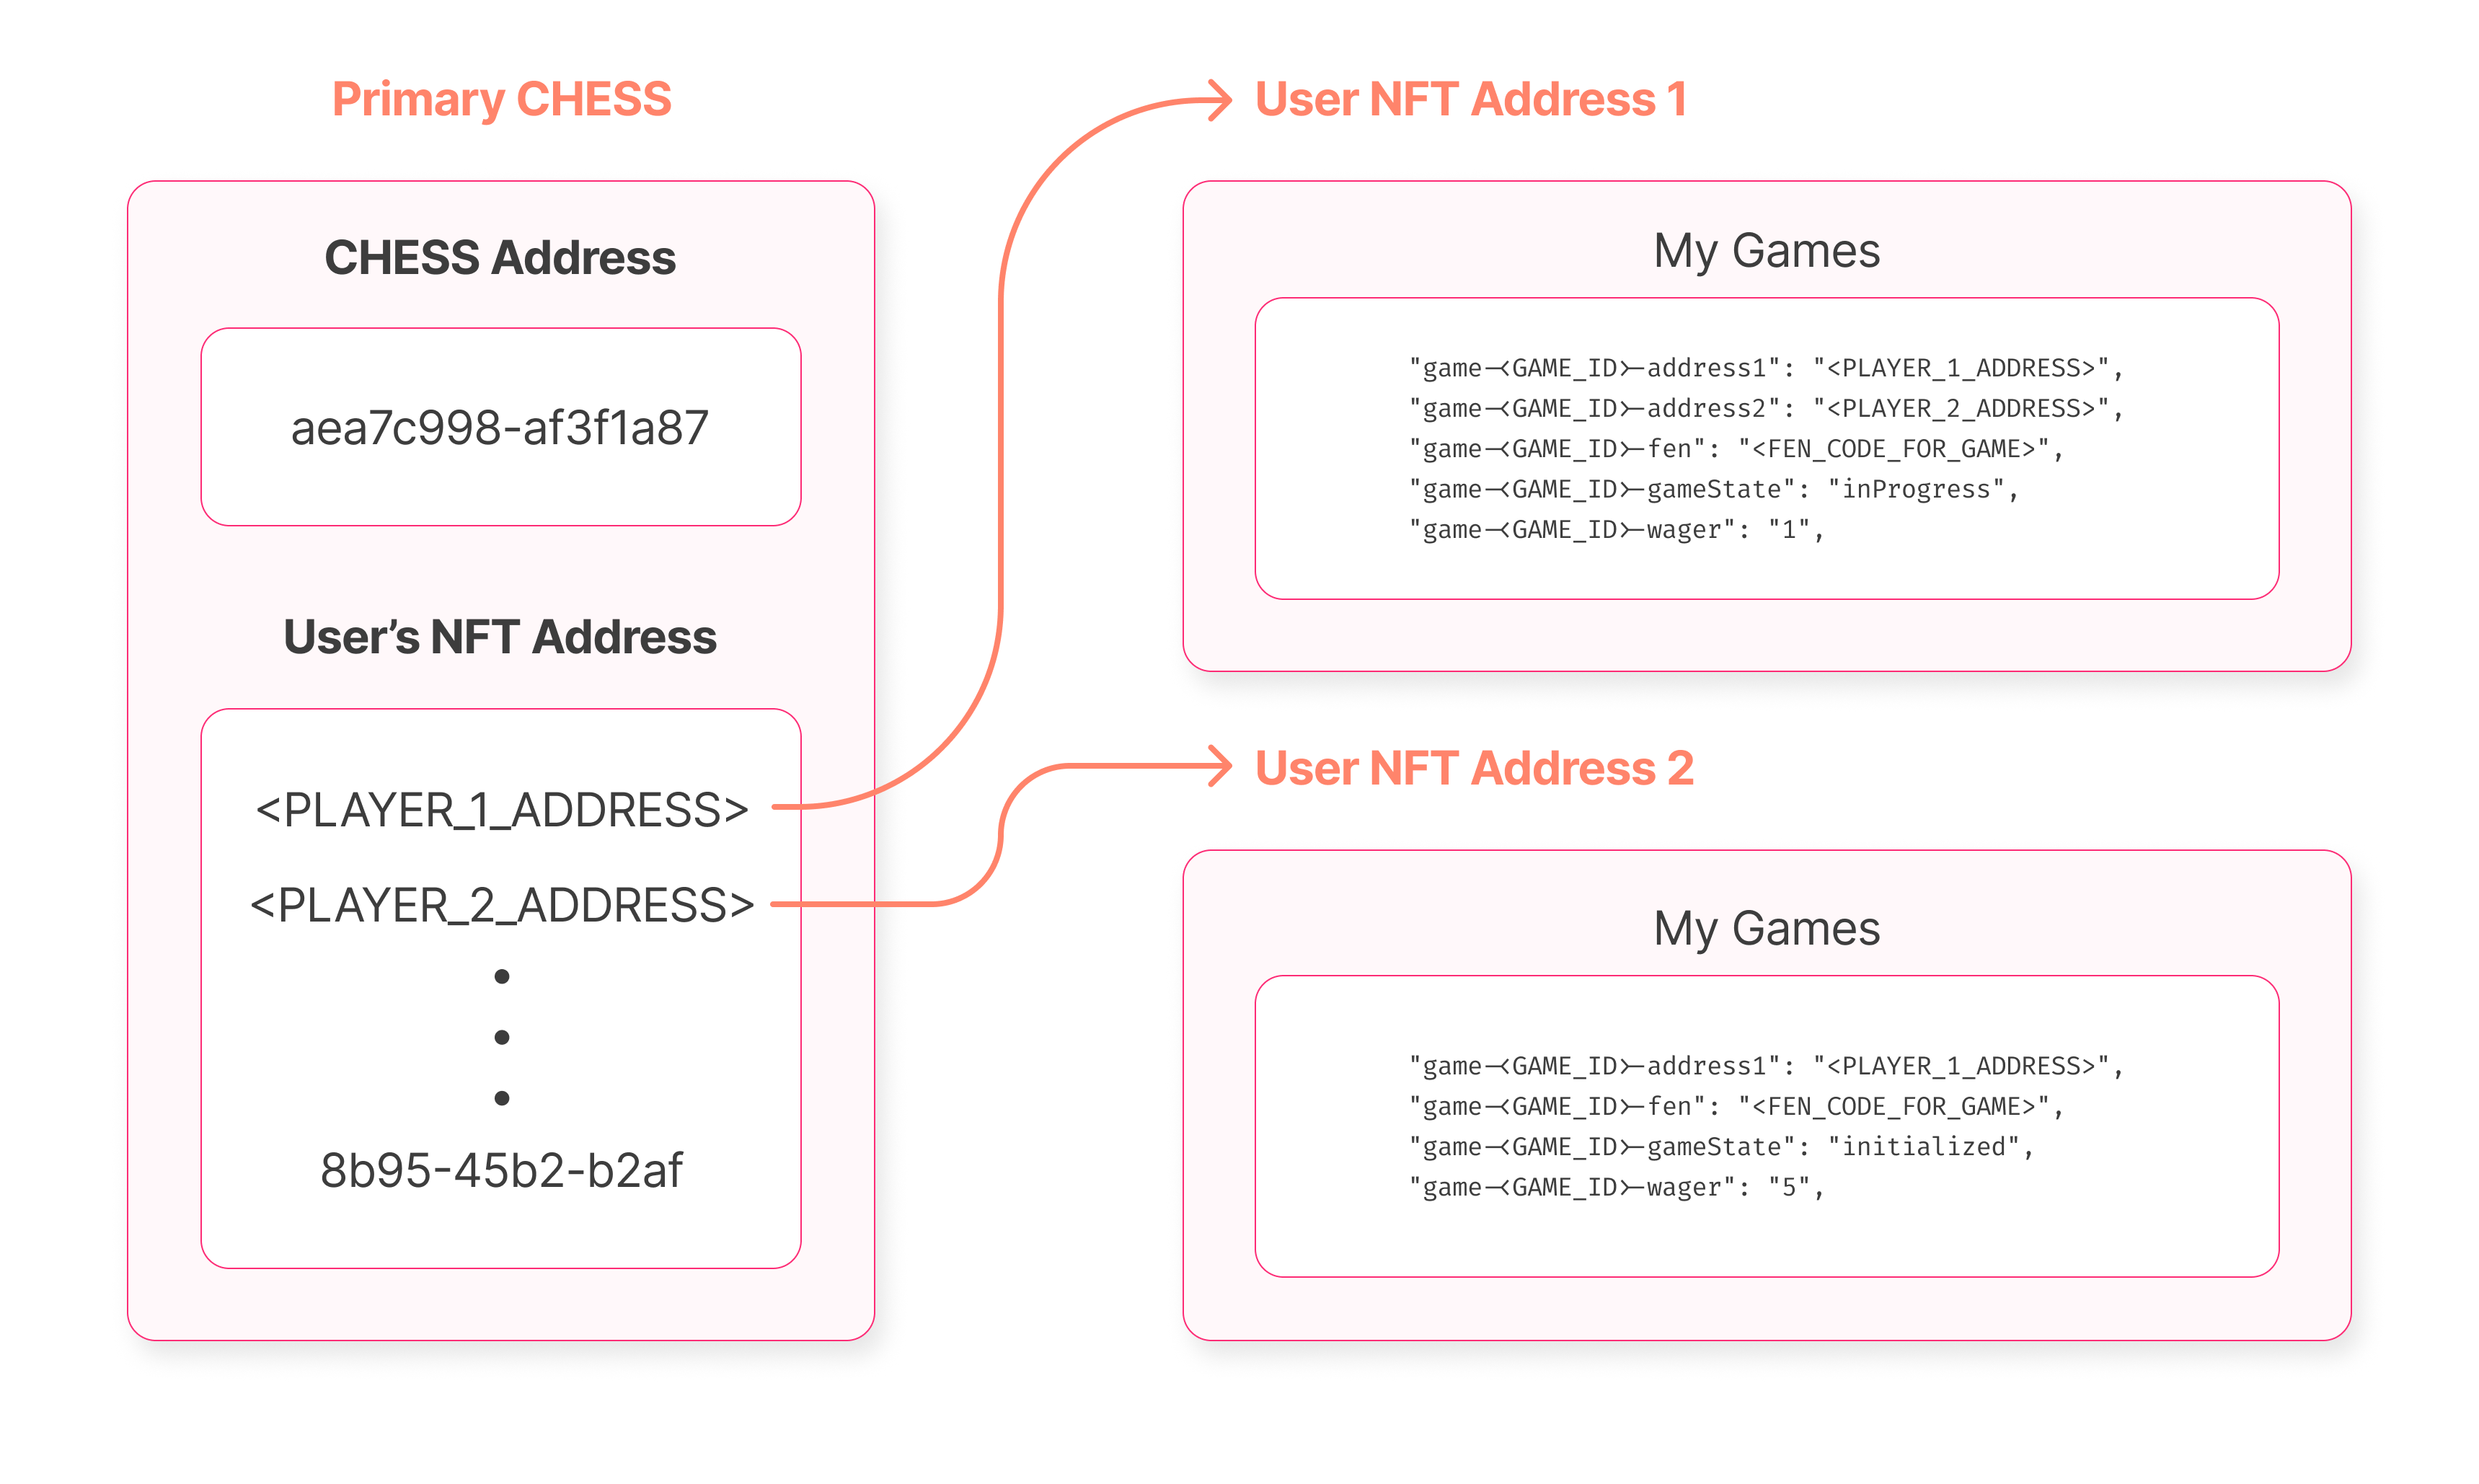 Primary CHESS
CHESS Address
aea7c998-af3f1a87
User’s NFT Address
<PLAYER_1_ADDRESS>
<PLAYER_2_ADDRESS>
•
•
•
8b95-45b2-b2af
User NFT Address 1
My Games
"game-<GAME_ID>-address1": "<PLAYER_1_ADDRESS>",
"game-<GAME_ID>-address2": "<PLAYER_2_ADDRESS>",
"game-<GAME_ID>-fen": "<FEN_CODE_FOR_GAME>",
"game-<GAME_ID>-gameState": "inProgress",
"game-<GAME_ID>-wager": "1",
User NFT Address 2
My Games
"game-<GAME_ID>-address1": "<PLAYER_1_ADDRESS>",
"game-<GAME_ID>-fen": "<FEN_CODE_FOR_GAME>",
"game-<GAME_ID>-gameState": "initialized",
"game-<GAME_ID>-wager": "5",